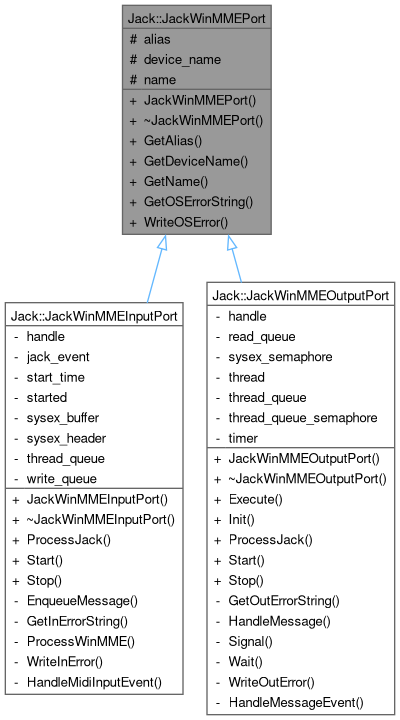 Jack::JackWinMMEPort
# alias
# device_name
# name
+ JackWinMMEPort()
+ ~JackWinMMEPort()
+ GetAlias()
+ GetDeviceName()
+ GetName()
+ GetOSErrorString()
+ WriteOSError()
Jack::JackWinMMEInputPort
- handle
- jack_event
- start_time
- started
- sysex_buffer
- sysex_header
- thread_queue
- write_queue
+ JackWinMMEInputPort()
+ ~JackWinMMEInputPort()
+ ProcessJack()
+ Start()
+ Stop()
- EnqueueMessage()
- GetInErrorString()
- ProcessWinMME()
- WriteInError()
- HandleMidiInputEvent()
Jack::JackWinMMEOutputPort
- handle
- read_queue
- sysex_semaphore
- thread
- thread_queue
- thread_queue_semaphore
- timer
+ JackWinMMEOutputPort()
+ ~JackWinMMEOutputPort()
+ Execute()
+ Init()
+ ProcessJack()
+ Start()
+ Stop()
- GetOutErrorString()
- HandleMessage()
- Signal()
- Wait()
- WriteOutError()
- HandleMessageEvent()